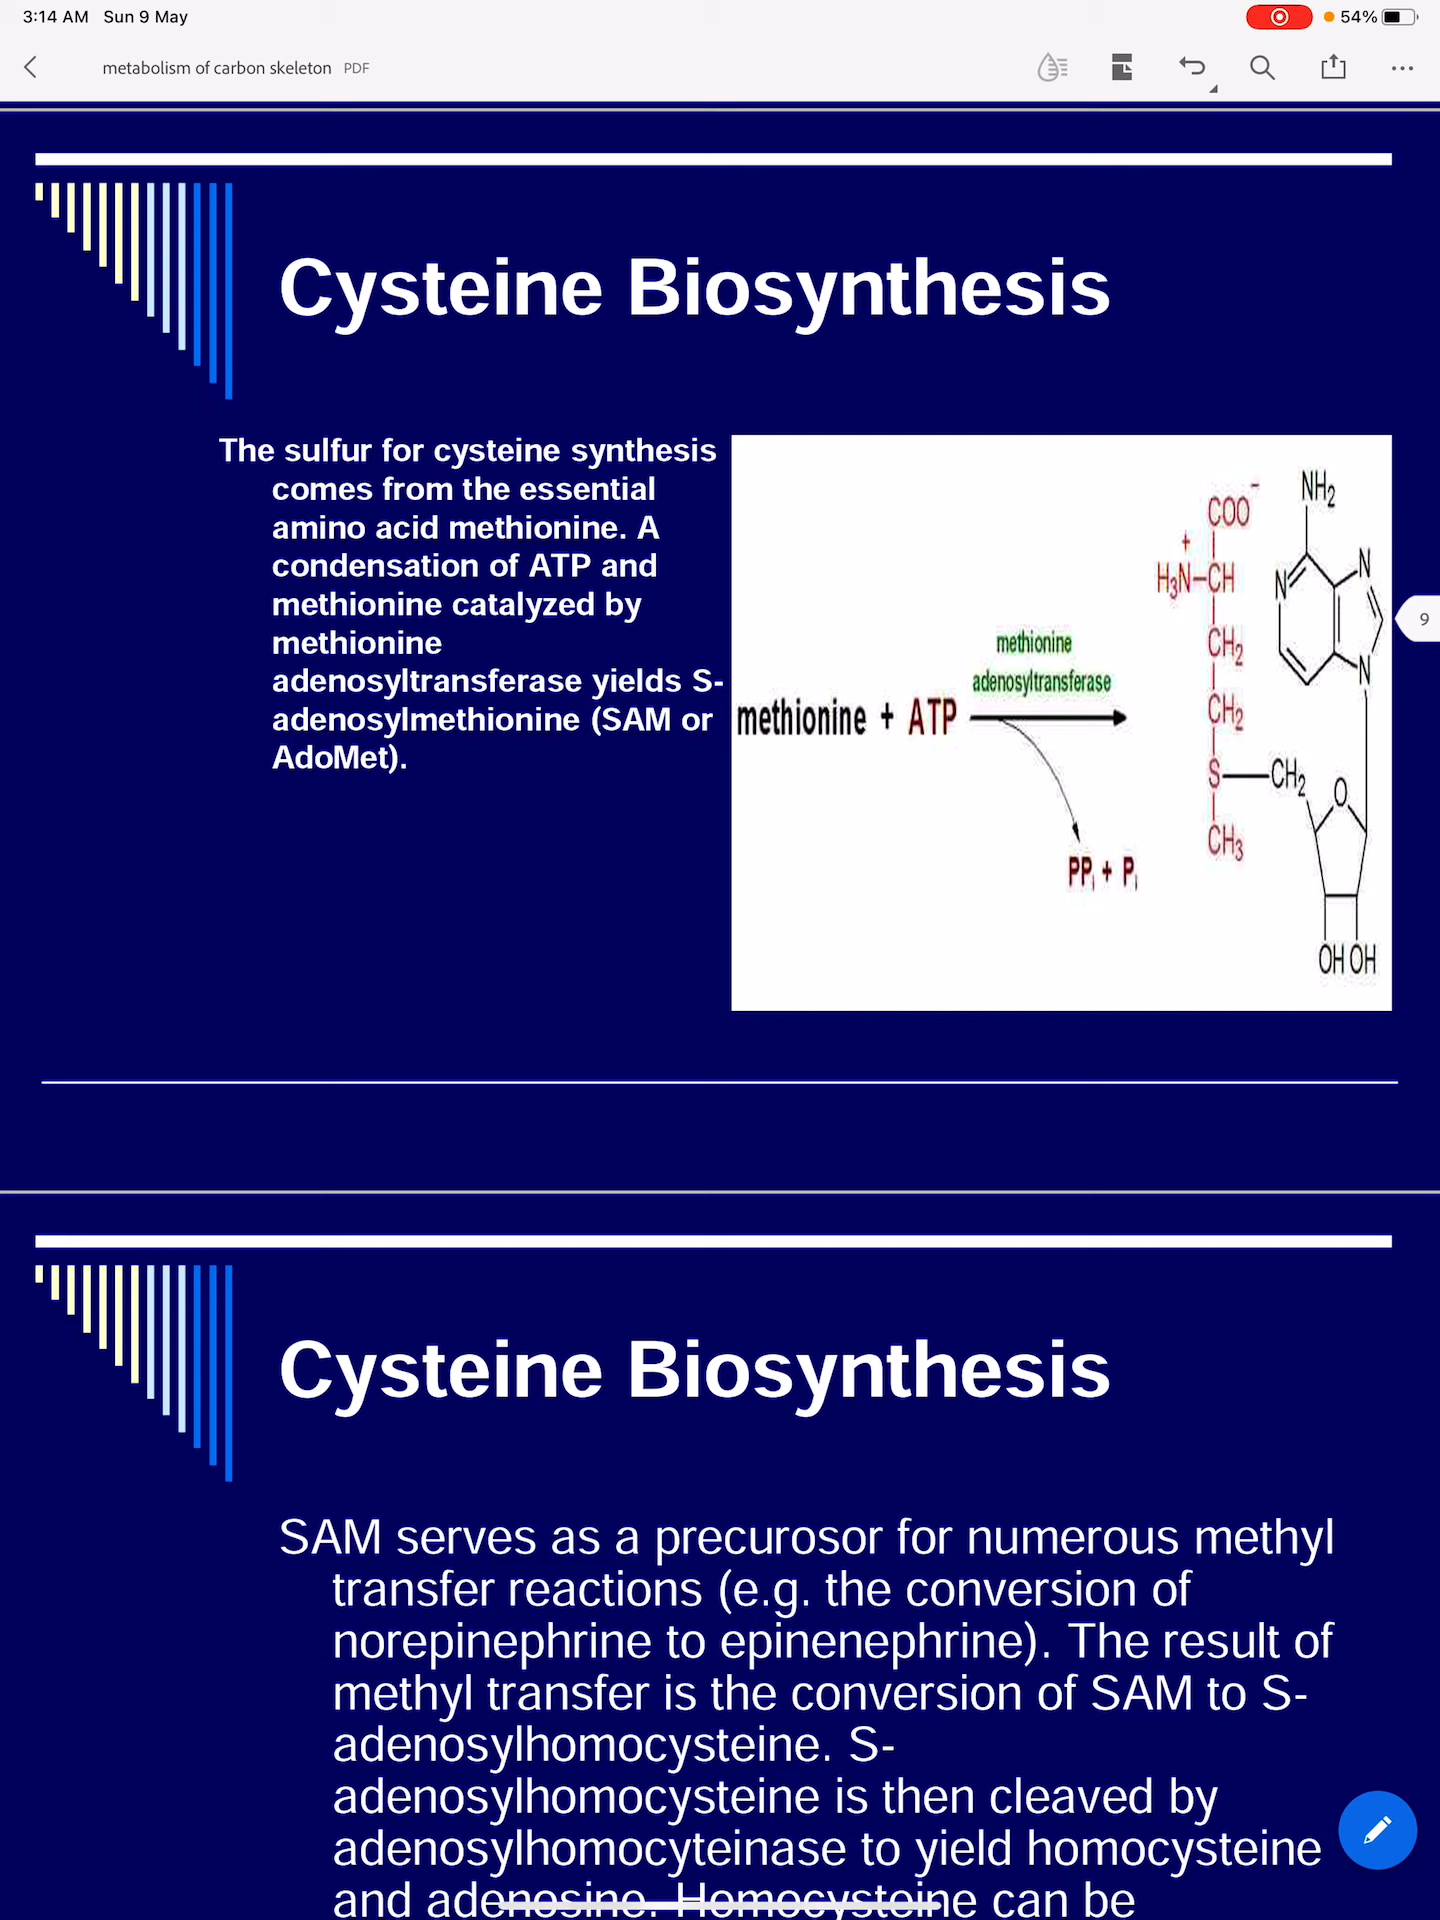 3:14 AM Sun 9 May
54%
metabolism of carbon skeleton PDF
Cysteine Biosynthesis
The sulfur for cysteine synthesis
comes from the essential
amino acid methionine. A
condensation of ATP and
methionine catalyzed by
methionine
adenosyltransferase yields S-
adenosylmethionine (SAM or
AdoMet).
methionine + ATP
methionine
adenosyltransferase
PPi + Pi
COO⁻
+
H₃N–CH
CH₂
CH₂
S—CH₂
CH₃
NH₂
N
N
N
O
OH OH
9
Cysteine Biosynthesis
SAM serves as a precurosor for numerous methyl
transfer reactions (e.g. the conversion of
norepinephrine to epinenephrine). The result of
methyl transfer is the conversion of SAM to S-
adenosylhomocysteine. S-
adenosylhomocysteine is then cleaved by
adenosylhomocyteinase to yield homocysteine
and adenosine. Homocysteine can be